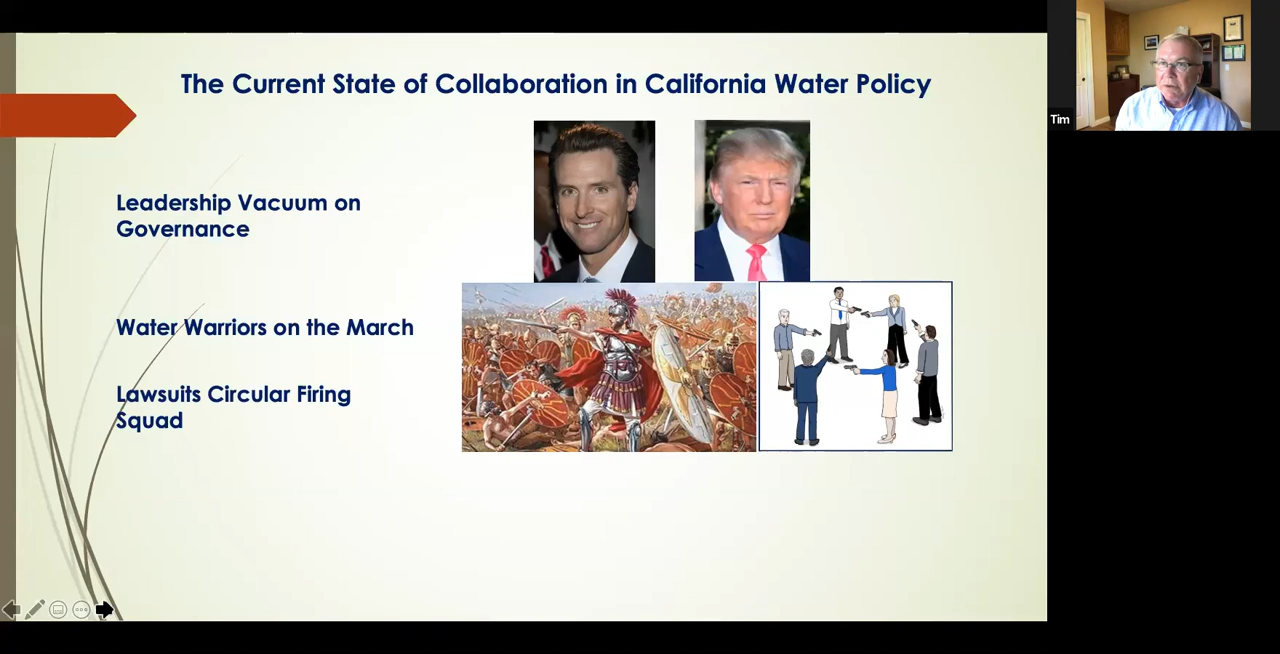 The Current State of Collaboration in California Water Policy
Tim
Leadership Vacuum on
Governance
Water Warriors on the March
Lawsuits Circular Firing
Squad